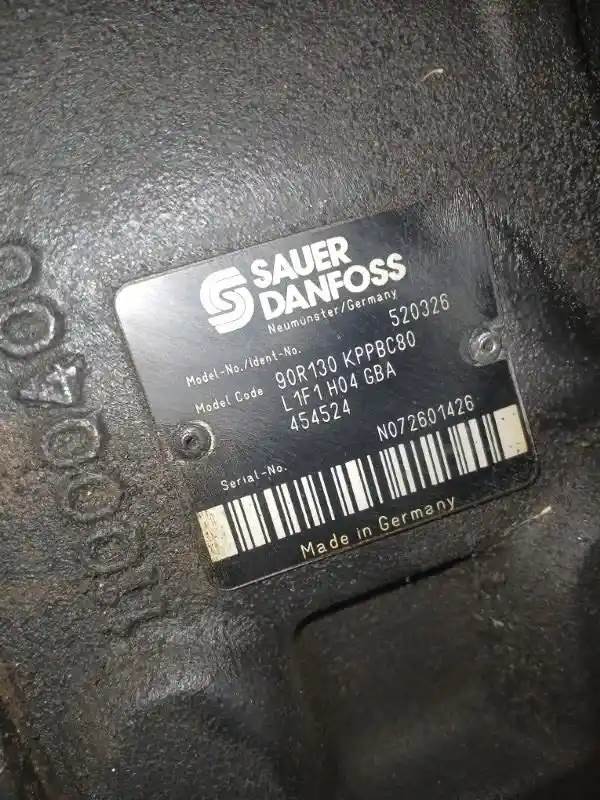 SAUER
DANFOSS
Neumünster/Germany
Model-No./Ident-No. 520326
Model Code 90R130 KPPBC80
L1F1 H04 GBA
454524
Serial-No. N072601426
Made in Germany